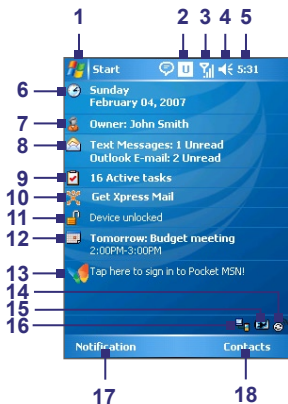 1 2 3 4 5
Start U 5:31
6 Sunday
February 04, 2007
7 Owner: John Smith
8 Text Messages: 1 Unread
Outlook E-mail: 2 Unread
9 16 Active tasks
10 Get Xpress Mail
11 Device unlocked
12 Tomorrow: Budget meeting
2:00PM-3:00PM
13 Tap here to sign in to Pocket MSN!
14
15
16
Notification Contacts
17 18